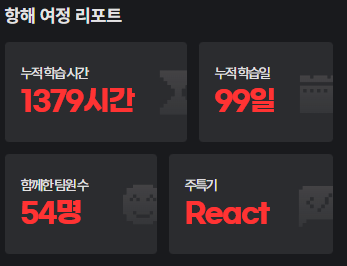 항해 여정 리포트
누적 학습 시간
1379시간
누적 학습일
99일
함께한 팀원 수
54명
주특기
React